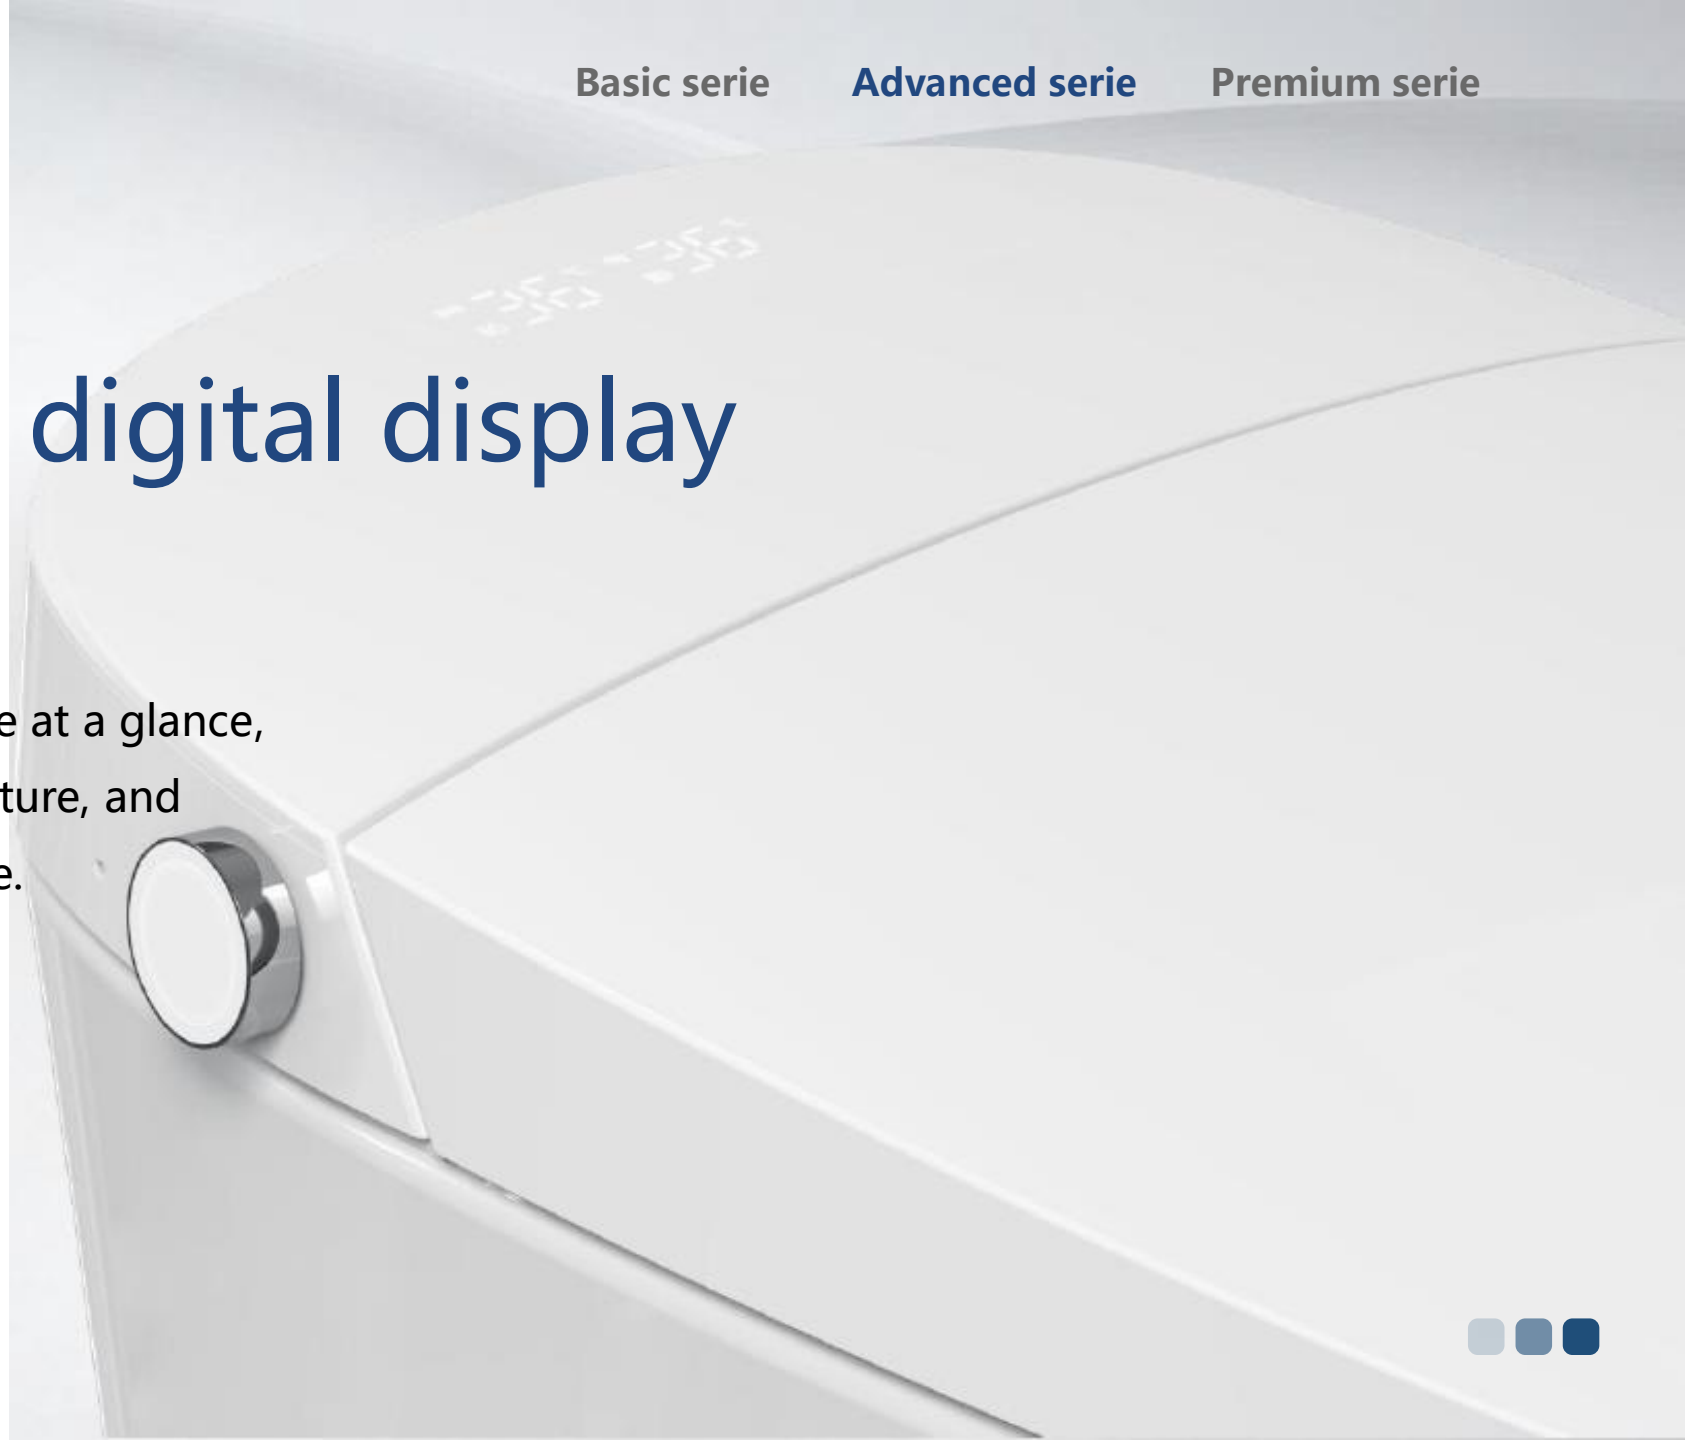 Basic serie Advanced serie Premium serie
digital display
e at a glance,
ture, and
e.